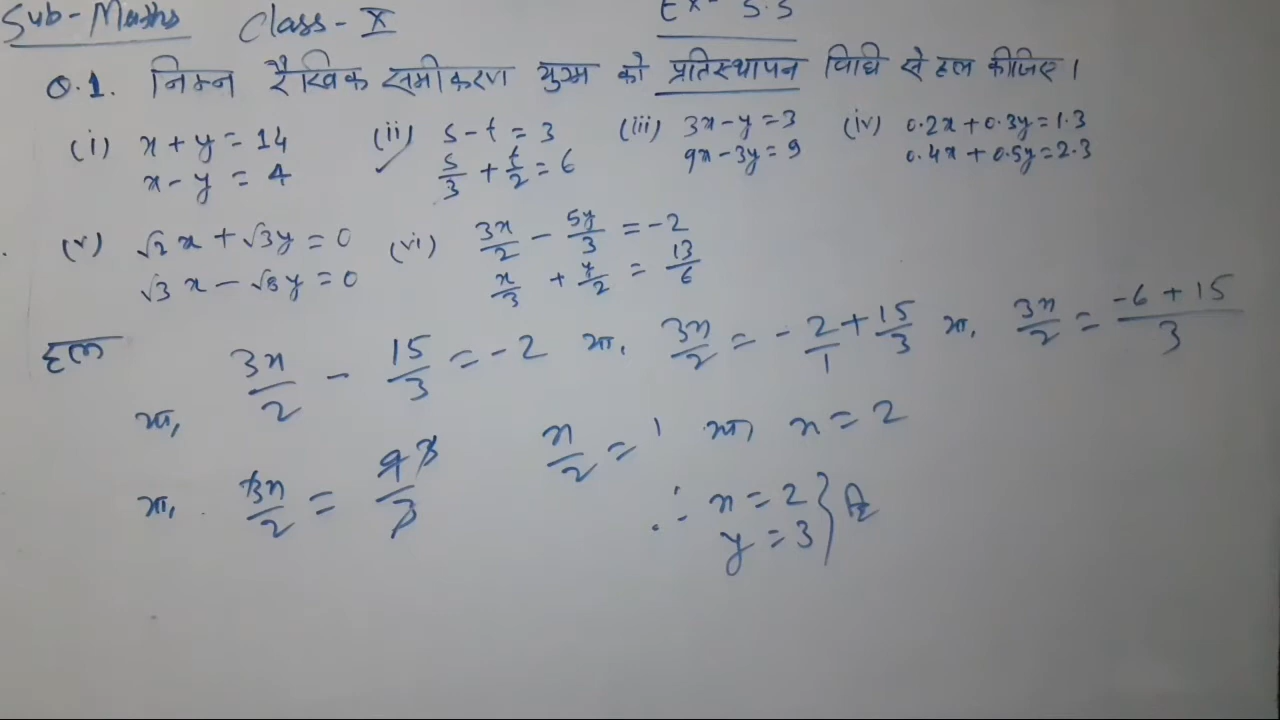 Sub- Maths Class- X Ex- 3.3
Q.1. निम्न रैखिक समीकरण युग्म को प्रतिस्थापन विधि से हल कीजिए।
(i) x + y = 14 (ii) s - t = 3 (iii) 3x - y = 3 (iv) 0.2x + 0.3y = 1.3
x - y = 4 ✓ s/3 + t/2 = 6 9x - 3y = 9 0.4x + 0.5y = 2.3
(v) √2 x + √3y = 0 (vi) 3x/2 - 5y/3 = -2
√3 x - √8y = 0 x/3 + y/2 = 13/6
हल 3x/2 - 15/3 = -2 या, 3x/2 = -2/1 + 15/3 या, 3x/2 = (-6 + 15)/3
या, x/2 = 1 या, x = 2
या, 3x/2 = 9/3
∴ x = 2
y = 3 }